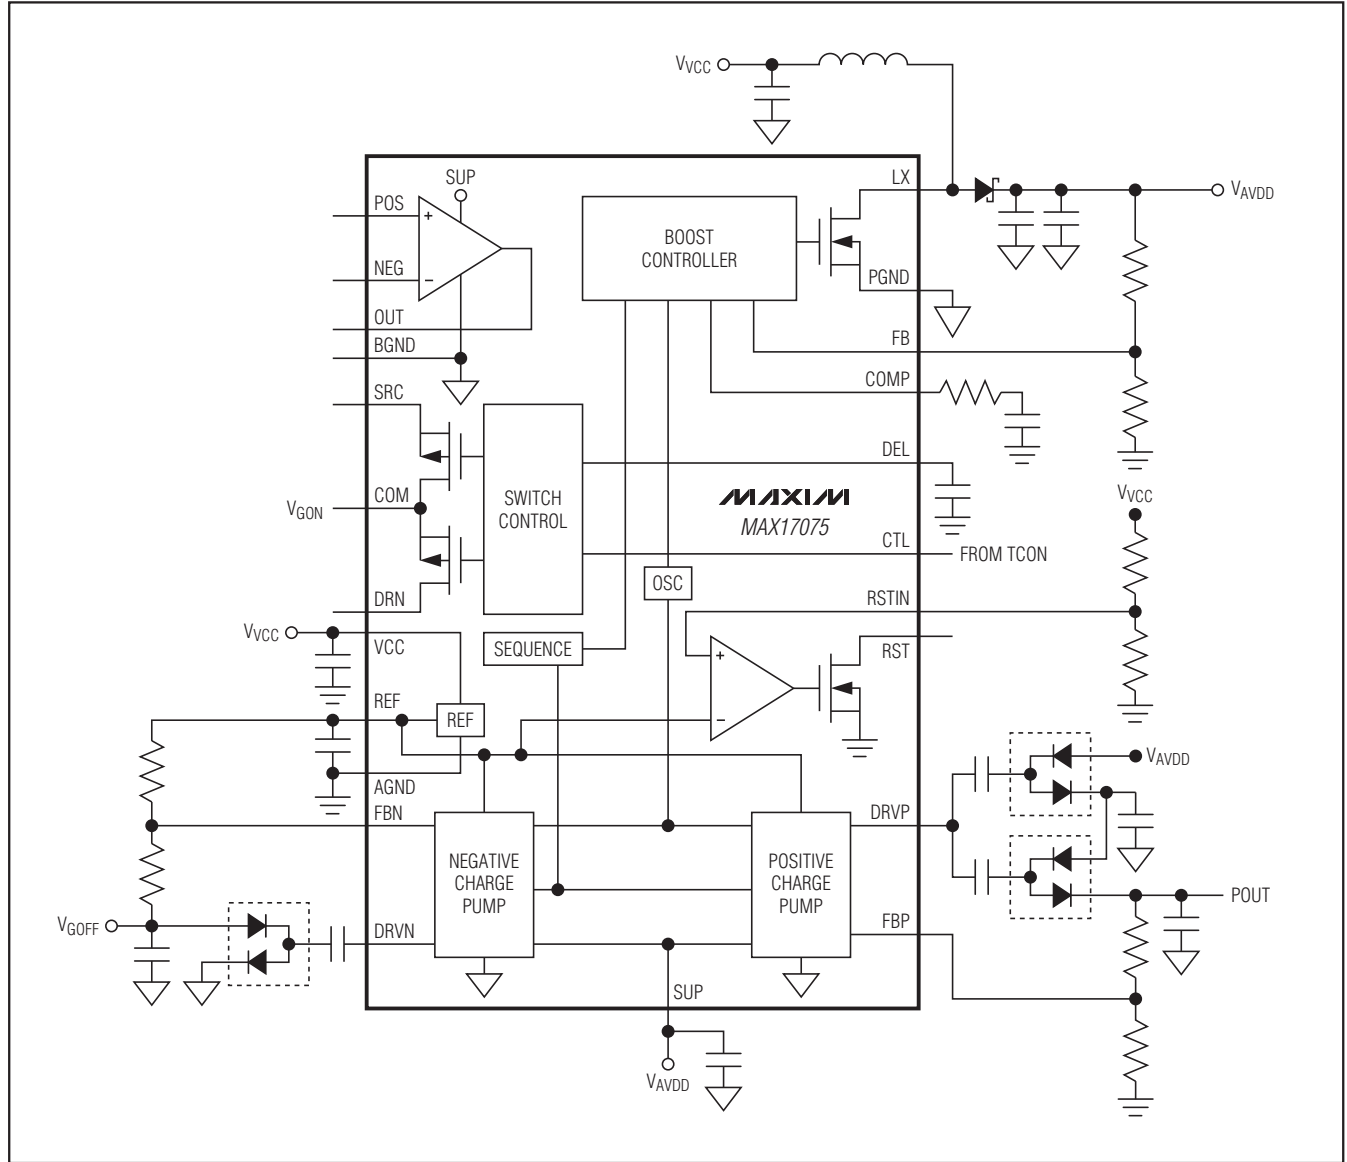 VVCC
LX
VAVDD
SUP
POS
+
NEG
−
OUT
BGND
BOOST
CONTROLLER
PGND
FB
COMP
SRC
DEL
COM
VGON
SWITCH
CONTROL
MAXIM
MAX17075
VVCC
CTL
FROM TCON
OSC
DRN
RSTIN
VVCC
VCC
SEQUENCE
RST
+
−
REF
REF
AGND
VAVDD
FBN
DRVP
NEGATIVE
CHARGE
PUMP
POSITIVE
CHARGE
PUMP
POUT
VGOFF
DRVN
FBP
SUP
VAVDD